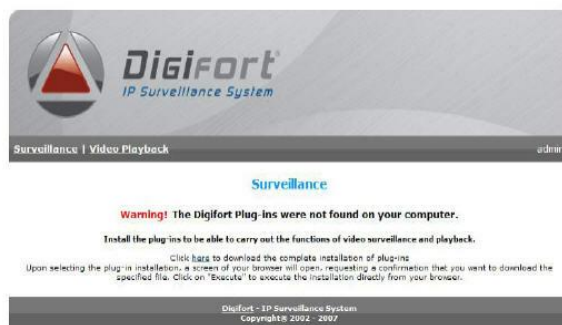 Digifort
IP Surveillance System
Surveillance | Video Playback admin
Surveillance
Warning! The Digifort Plug-ins were not found on your computer.
Install the plug-ins to be able to carry out the functions of video surveillance and playback.
Click here to download the complete installation of plug-ins
Upon selecting the plug-in installation, a screen of your browser will open, requesting a confirmation that you want to download the
specified file. Click on "Execute" to execute the installation directly from your browser.
Digifort - IP Surveillance System
Copyright® 2002 - 2007